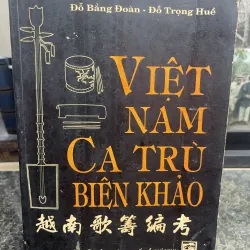 Đỗ Bằng Đoàn - Đỗ Trọng Huề
VIỆT
NAM
CA TRÙ
BIÊN KHẢO
越南歌籌編考